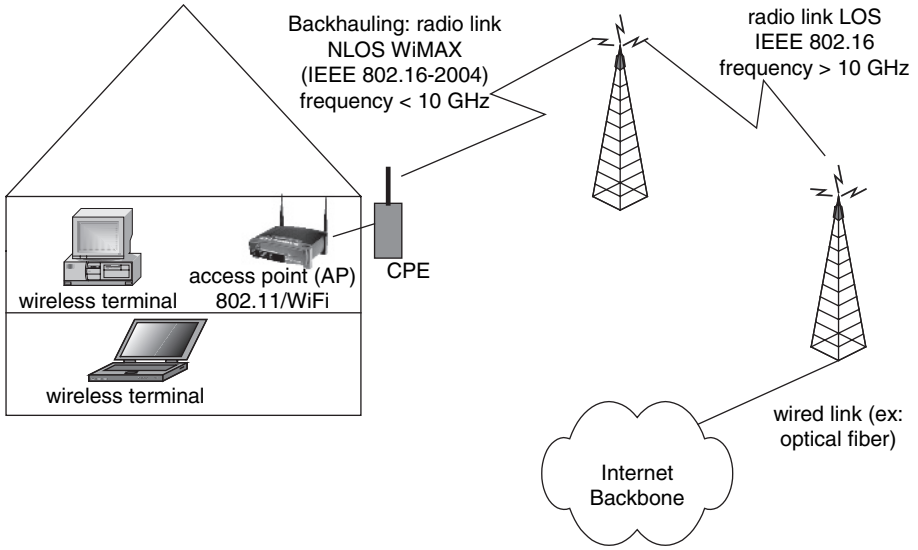 Backhauling: radio link
NLOS WiMAX
(IEEE 802.16-2004)
frequency < 10 GHz
radio link LOS
IEEE 802.16
frequency > 10 GHz
wireless terminal
access point (AP)
802.11/WiFi
CPE
wireless terminal
wired link (ex:
optical fiber)
Internet
Backbone